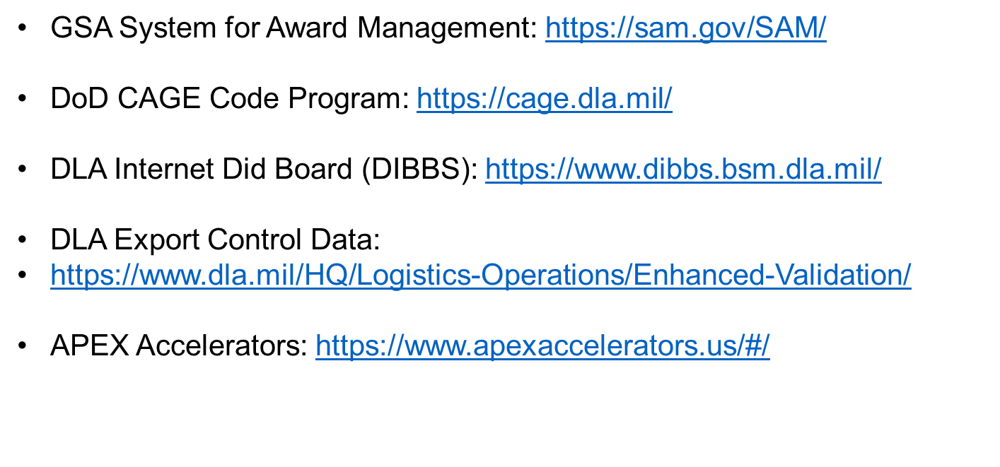 • GSA System for Award Management: https://sam.gov/SAM/
• DoD CAGE Code Program: https://cage.dla.mil/
• DLA Internet Did Board (DIBBS): https://www.dibbs.bsm.dla.mil/
• DLA Export Control Data:
• https://www.dla.mil/HQ/Logistics-Operations/Enhanced-Validation/
• APEX Accelerators: https://www.apexaccelerators.us/#/